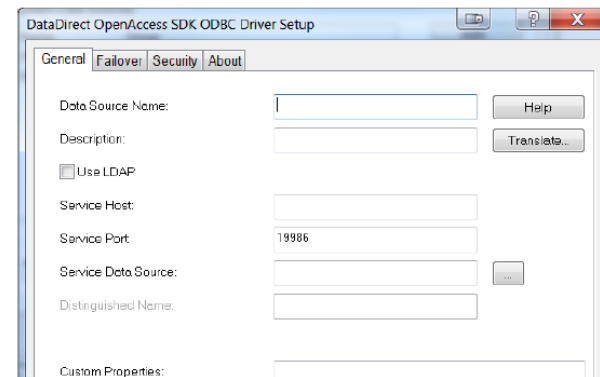 DataDirect OpenAccess SDK ODBC Driver Setup
General Failover Security About
Data Source Name: Help
Description: Translate...
Use LDAP
Service Host:
Service Port: 19986
Service Data Source: ...
Distinguished Name:
Custom Properties: